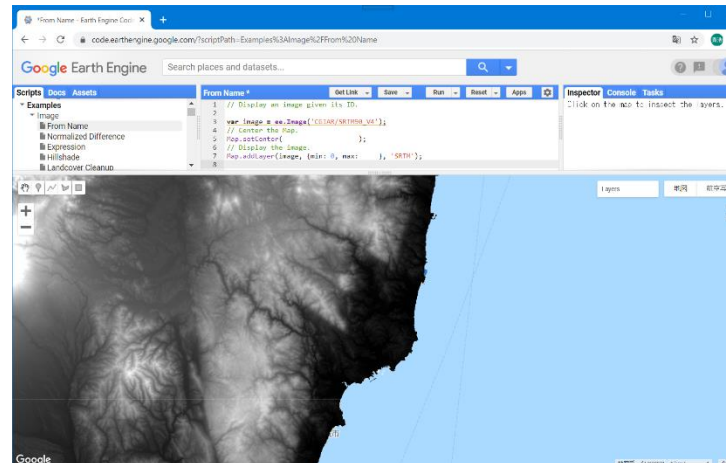 *From Name - Earth Engine Code
code.earthengine.google.com/?scriptPath=Examples%3AImage%2FFrom%20Name
Google Earth Engine
Search places and datasets...
Scripts Docs Assets
Examples
Image
From Name
Normalized Difference
Expression
Hillshade
Landcover Cleanup
From Name *
Get Link Save Run Reset Apps
1 // Display an image given its ID.
2
3 var image = ee.Image('CGIAR/SRTM90_V4');
4 // Center the Map.
5 Map.setCenter( );
6 // Display the image.
7 Map.addLayer(image, {min: 0, max: }, 'SRTM');
8
Inspector Console Tasks
Click on the map to inspect the layers.
Layers
Google